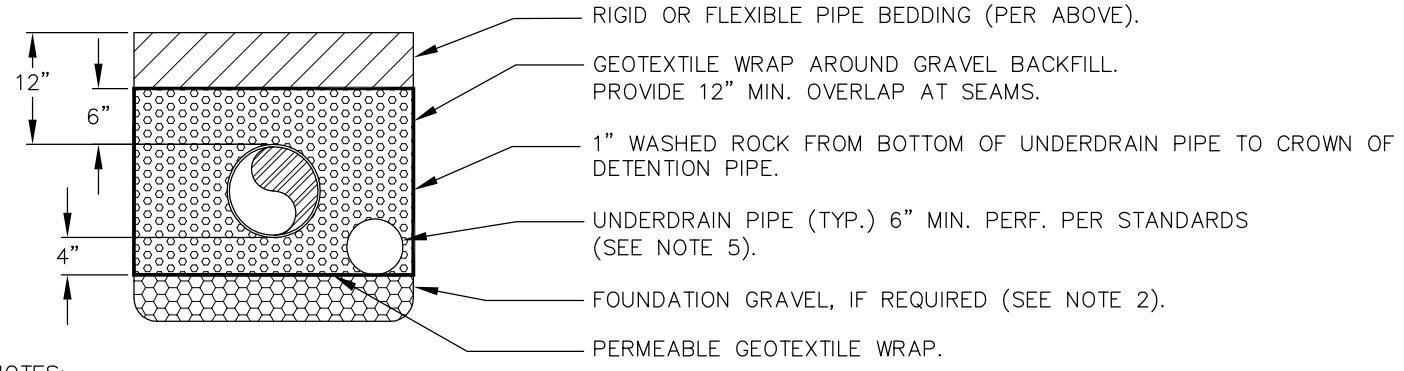 RIGID OR FLEXIBLE PIPE BEDDING (PER ABOVE).
12"
GEOTEXTILE WRAP AROUND GRAVEL BACKFILL.
PROVIDE 12" MIN. OVERLAP AT SEAMS.
6"
1" WASHED ROCK FROM BOTTOM OF UNDERDRAIN PIPE TO CROWN OF
DETENTION PIPE.
UNDERDRAIN PIPE (TYP.) 6" MIN. PERF. PER STANDARDS
(SEE NOTE 5).
4"
FOUNDATION GRAVEL, IF REQUIRED (SEE NOTE 2).
PERMEABLE GEOTEXTILE WRAP.
NOTES: